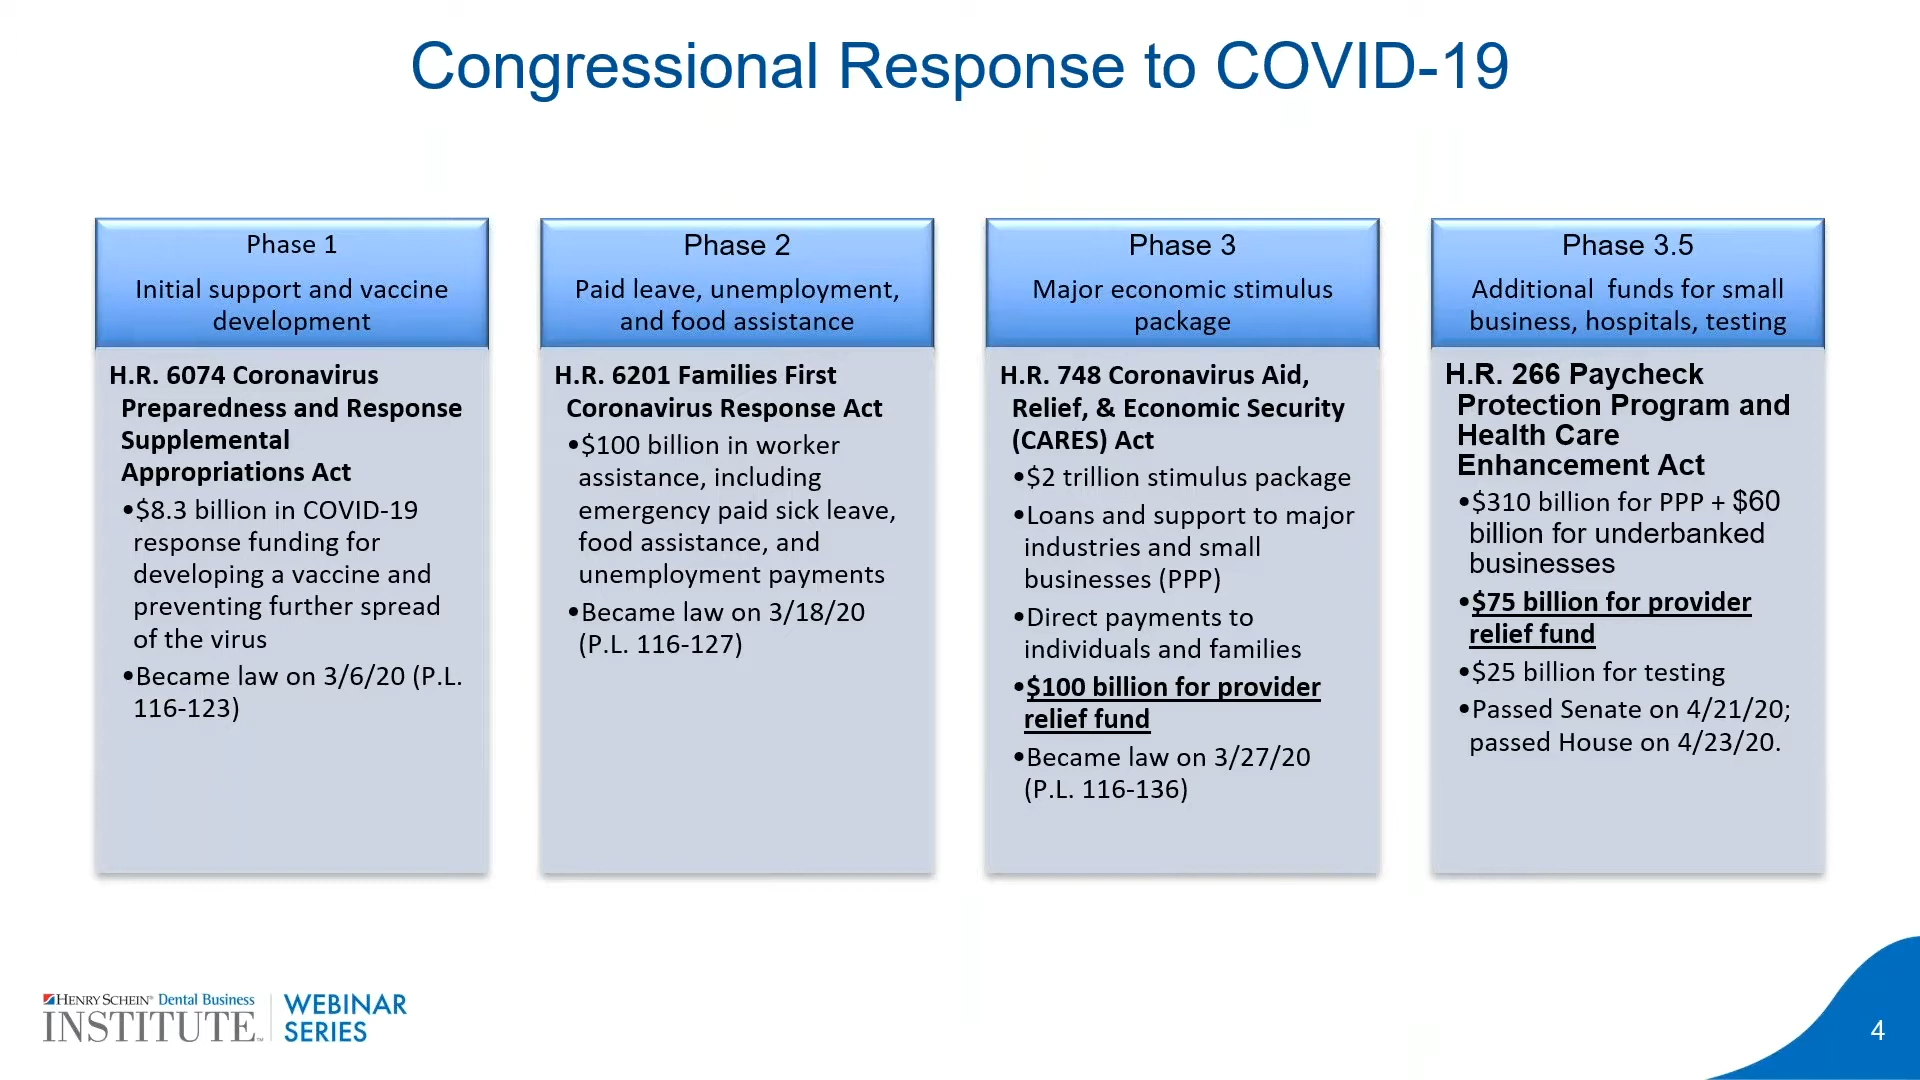 Congressional Response to COVID-19
Phase 1
Initial support and vaccine
development
H.R. 6074 Coronavirus
Preparedness and Response
Supplemental
Appropriations Act
•$8.3 billion in COVID-19
response funding for
developing a vaccine and
preventing further spread
of the virus
•Became law on 3/6/20 (P.L.
116-123)
Phase 2
Paid leave, unemployment,
and food assistance
H.R. 6201 Families First
Coronavirus Response Act
•$100 billion in worker
assistance, including
emergency paid sick leave,
food assistance, and
unemployment payments
•Became law on 3/18/20
(P.L. 116-127)
Phase 3
Major economic stimulus
package
H.R. 748 Coronavirus Aid,
Relief, & Economic Security
(CARES) Act
•$2 trillion stimulus package
•Loans and support to major
industries and small
businesses (PPP)
•Direct payments to
individuals and families
•$100 billion for provider
relief fund
•Became law on 3/27/20
(P.L. 116-136)
Phase 3.5
Additional  funds for small
business, hospitals, testing
H.R. 266 Paycheck
Protection Program and
Health Care
Enhancement Act
•$310 billion for PPP + $60
billion for underbanked
businesses
•$75 billion for provider
relief fund
•$25 billion for testing
•Passed Senate on 4/21/20;
passed House on 4/23/20.
HENRY SCHEIN® Dental Business
INSTITUTE™
WEBINAR
SERIES
4